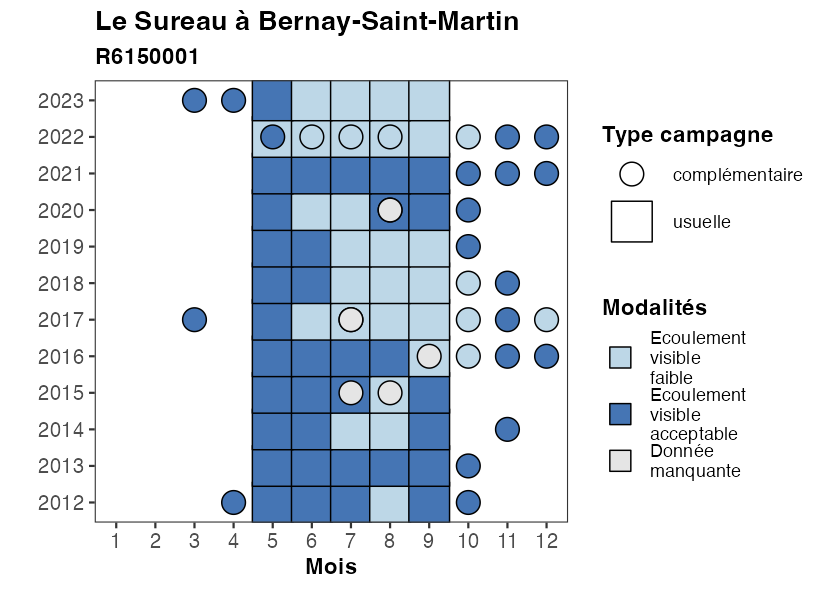 Le Sureau à Bernay-Saint-Martin
R6150001
2023
2022
2021
2020
2019
2018
2017
2016
2015
2014
2013
2012
1 2 3 4 5 6 7 8 9 10 11 12
Mois
Type campagne
complémentaire
usuelle
Modalités
Ecoulement
visible
faible
Ecoulement
visible
acceptable
Donnée
manquante